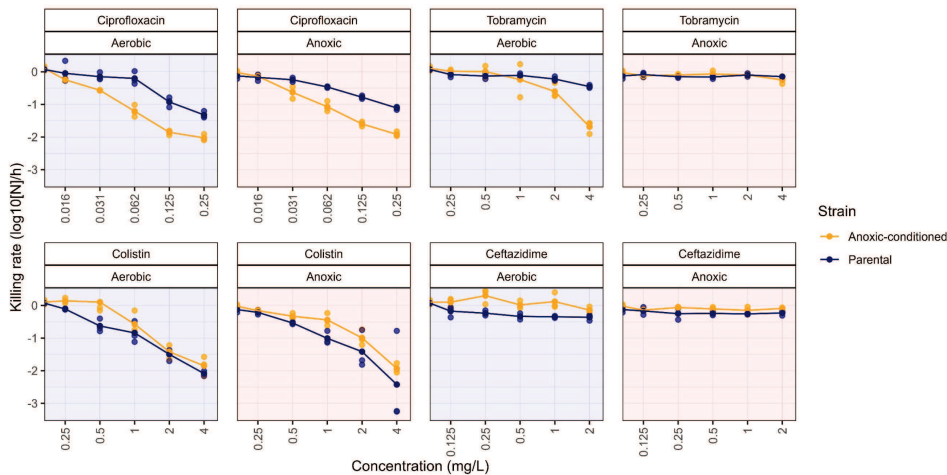 Ciprofloxacin
Ciprofloxacin
Tobramycin
Tobramycin
Aerobic
Anoxic
Aerobic
Anoxic
0
-1
-2
-3
0.016
0.031
0.062
0.125
0.25
0.016
0.031
0.062
0.125
0.25
0.25
0.5
1
2
4
0.25
0.5
1
2
4
Killing rate (log10[N]/h)
Colistin
Colistin
Ceftazidime
Ceftazidime
Aerobic
Anoxic
Aerobic
Anoxic
0
-1
-2
-3
0.25
0.5
1
2
4
0.25
0.5
1
2
4
0.125
0.25
0.5
1
2
0.125
0.25
0.5
1
2
Concentration (mg/L)
Strain
Anoxic-conditioned
Parental